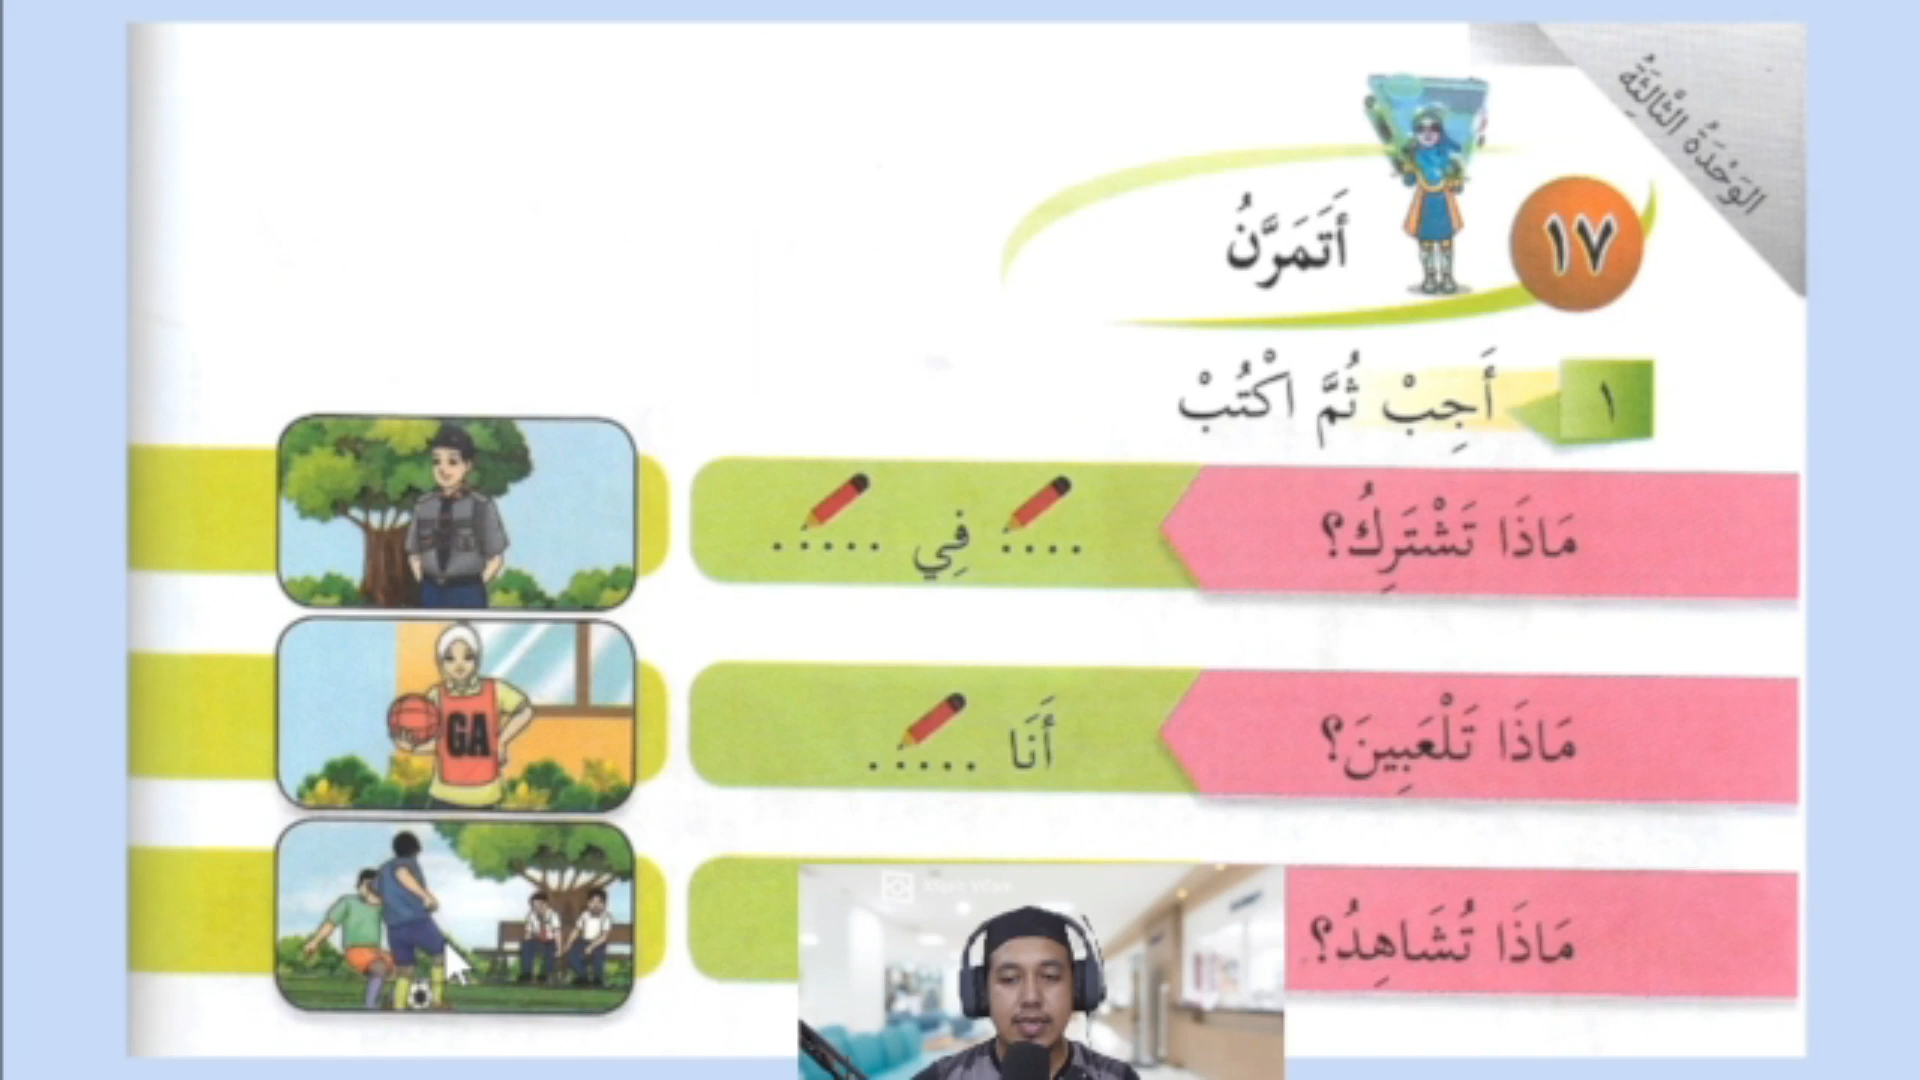 الوَحْدَةُ الثَّالِثَةُ
١٧
أَتَمَرَّنُ
١
أَجِبْ ثُمَّ اكْتُبْ
مَاذَا تَشْتَرِكُ؟
.... فِي .....
مَاذَا تَلْعَبِينَ؟
أَنَا .....
GA
مَاذَا تُشَاهِدُ؟